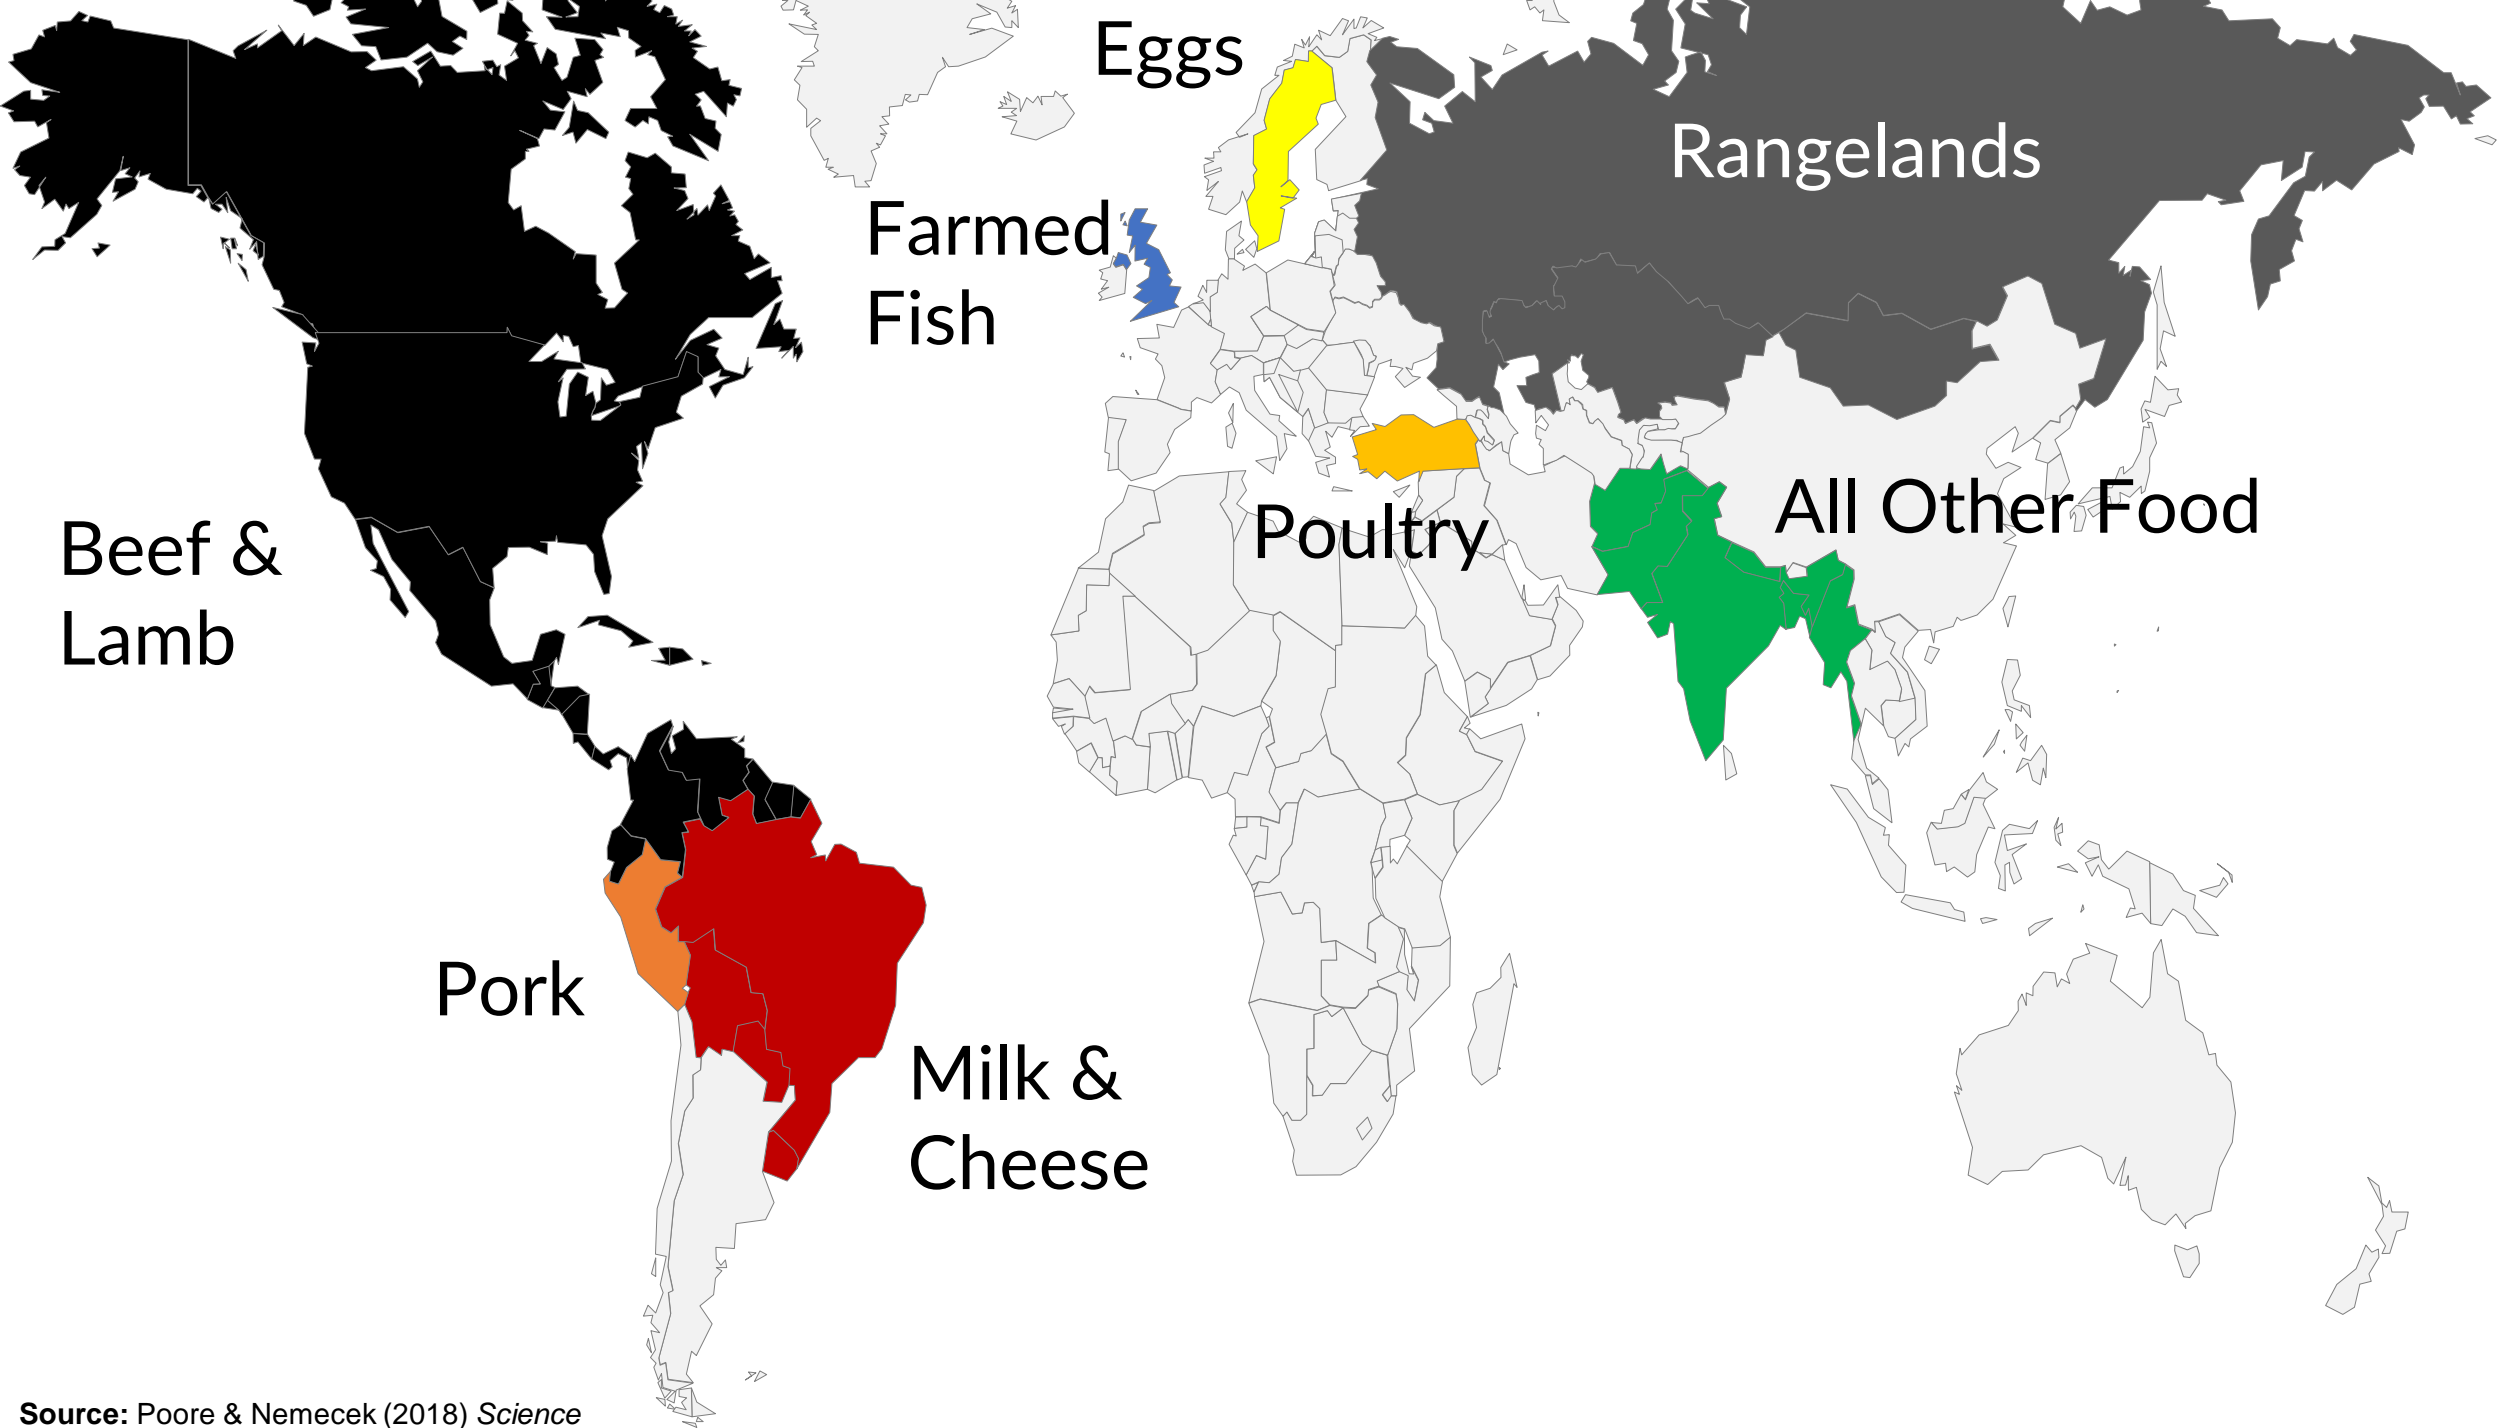 Eggs
Rangelands
Farmed
Fish
All Other Food
Poultry
Beef &
Lamb
Pork
Milk &
Cheese
Source: Poore & Nemecek (2018) Science